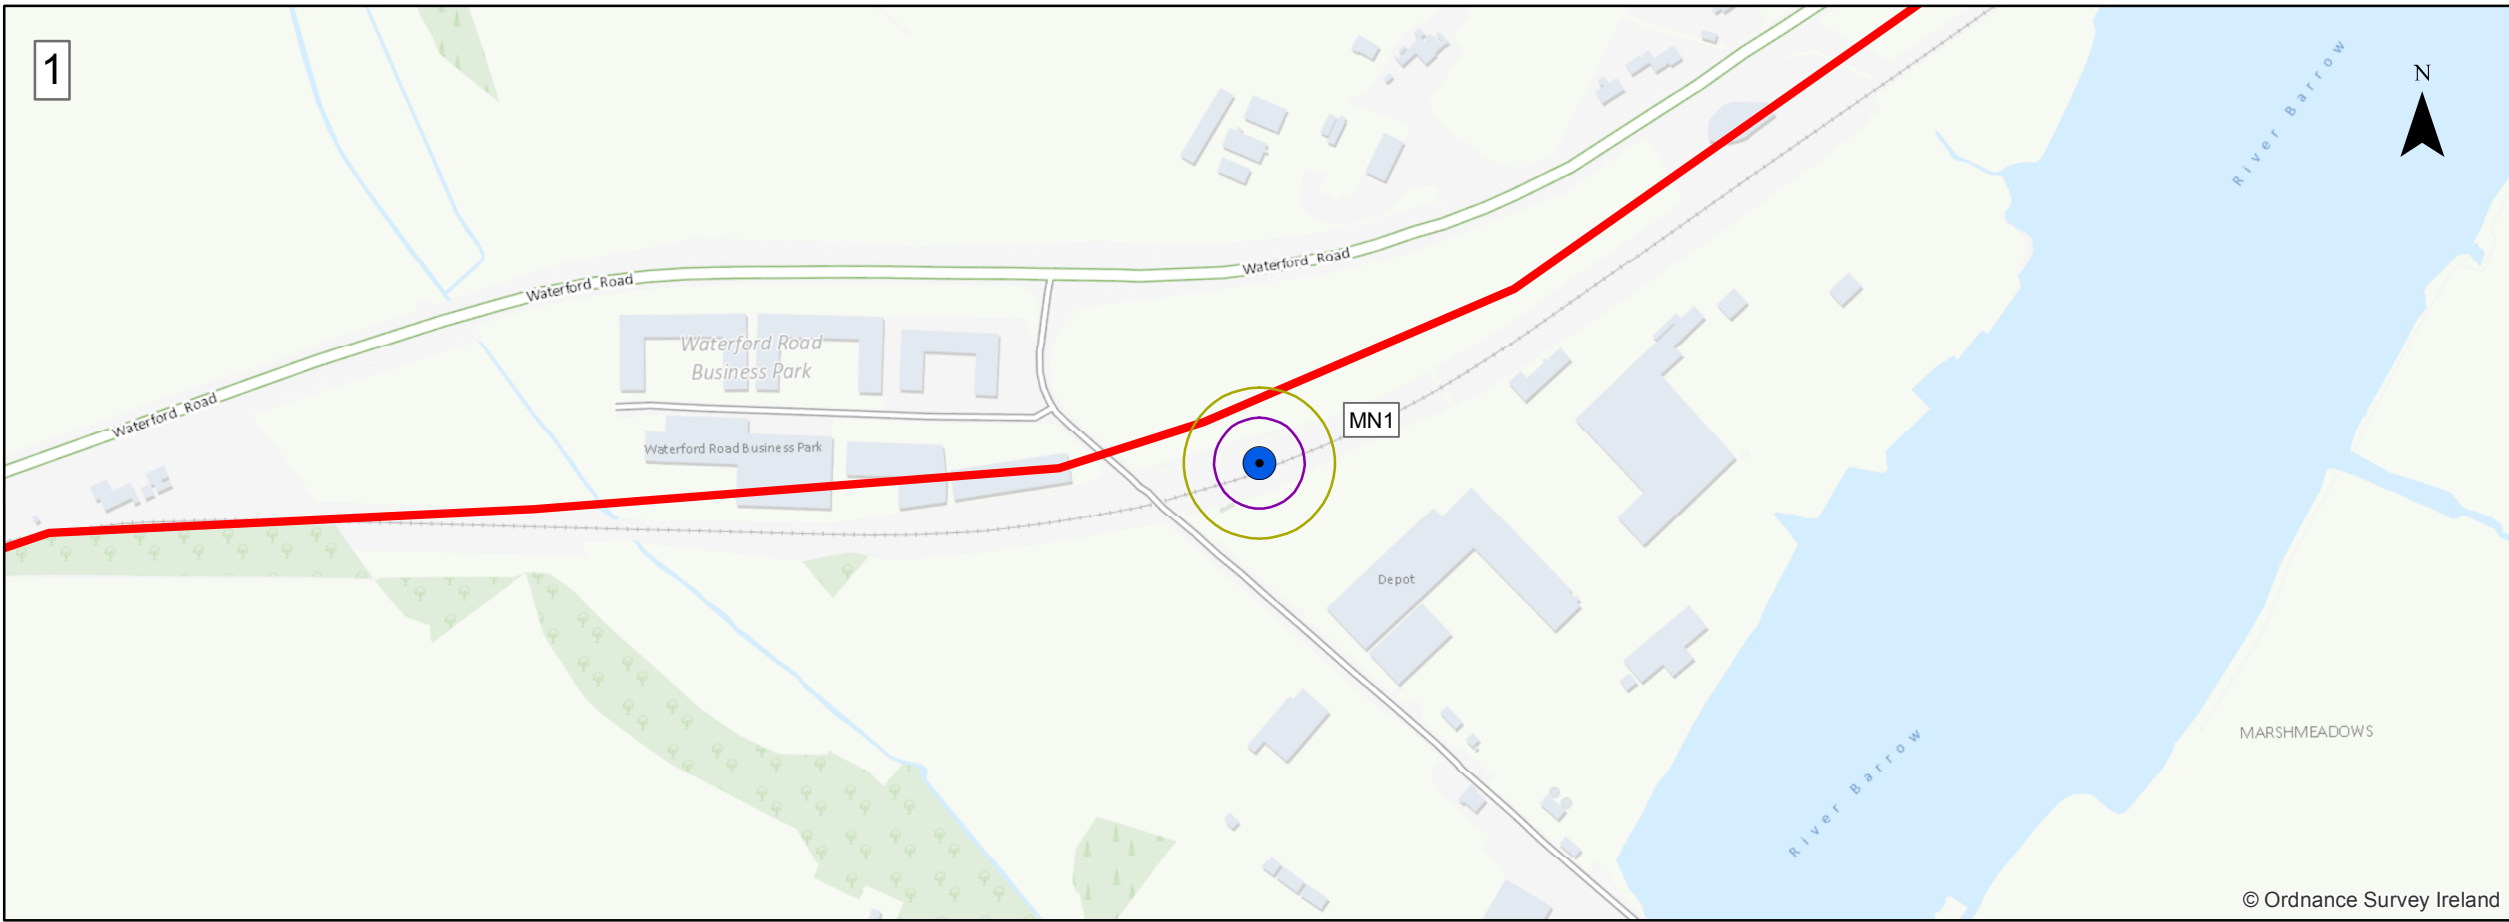 1
N
River Barrow
Waterford Road
Waterford Road
Waterford Road
Waterford Road
Business Park
MN1
Waterford Road Business Park
Depot
MARSHMEADOWS
River Barrow
© Ordnance Survey Ireland